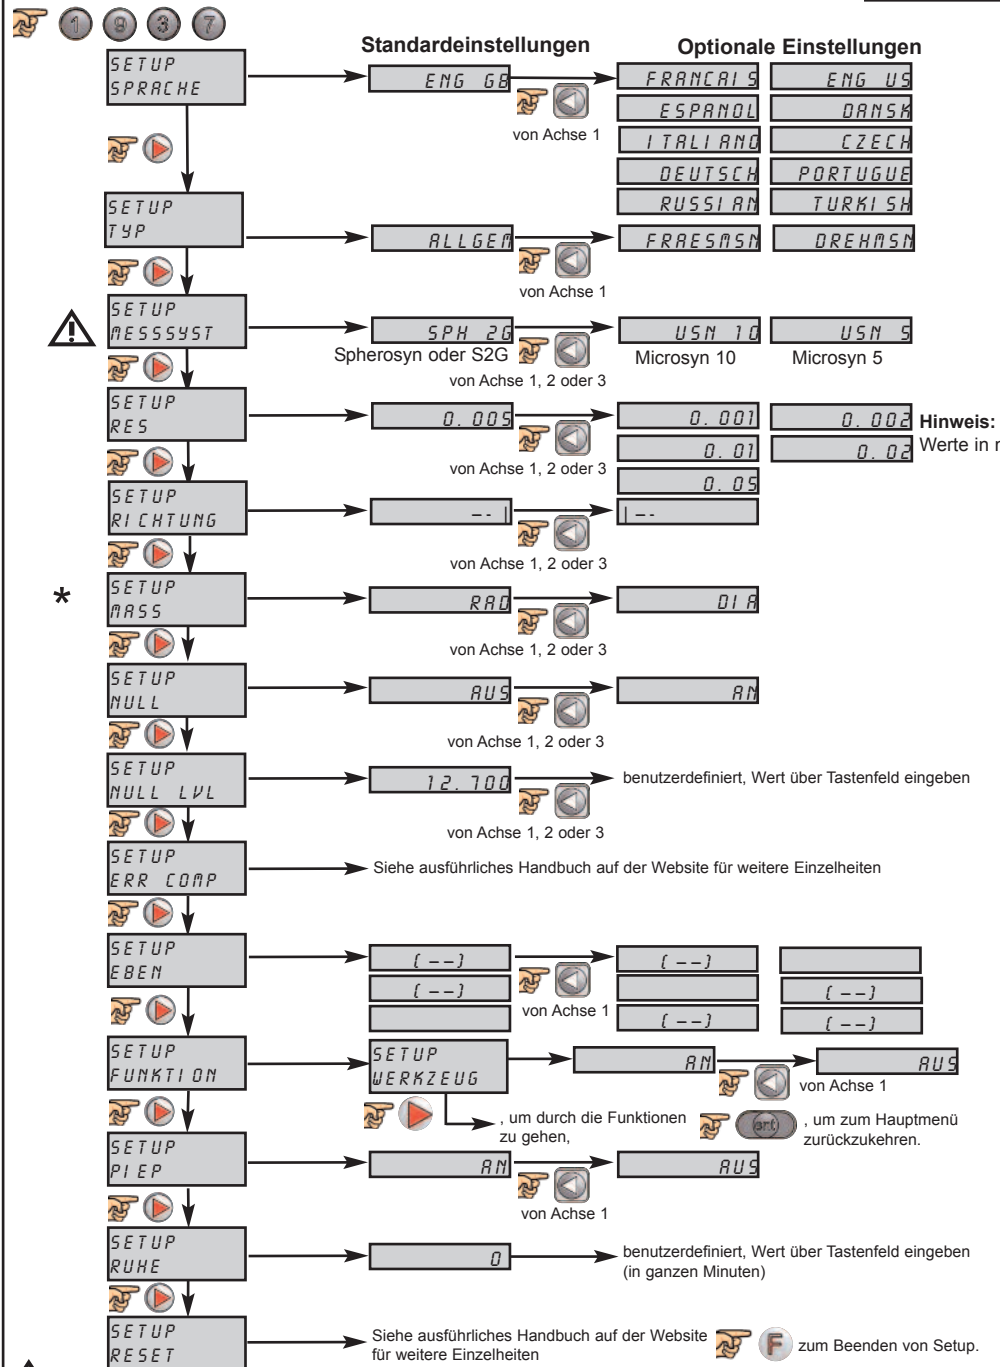 1 9 3 7
Standardeinstellungen
Optionale Einstellungen
SETUP
SPRACHE
ENG GB
von Achse 1
FRANCAIS
ENG US
ESPANOL
DANSK
ITALIANO
CZECH
DEUTSCH
PORTUGUE
RUSSIAN
TURKISH
SETUP
TYP
ALLGEM
von Achse 1
FRAESMSN
DREHMSN
SETUP
MESSSYST
SPH 2G
Spherosyn oder S2G
von Achse 1, 2 oder 3
USN 10
Microsyn 10
USN 5
Microsyn 5
SETUP
RES
0.005
von Achse 1, 2 oder 3
0.001
0.002
0.01
0.02
0.05
Hinweis:
Werte in
SETUP
RICHTUNG
von Achse 1, 2 oder 3
*
SETUP
MASS
RAD
von Achse 1, 2 oder 3
DIA
SETUP
NULL
AUS
von Achse 1, 2 oder 3
AN
SETUP
NULL LVL
12.700
von Achse 1, 2 oder 3
benutzerdefiniert, Wert über Tastenfeld eingeben
SETUP
ERR COMP
Siehe ausführliches Handbuch auf der Website für weitere Einzelheiten
SETUP
EBEN
(--)
(--)
von Achse 1
(--)
(--)
(--)
(--)
SETUP
FUNKTION
SETUP
WERKZEUG
AN
von Achse 1
AUS
, um durch die Funktionen
zu gehen,
ent
, um zum Hauptmenü
zurückzukehren.
SETUP
PIEP
AN
von Achse 1
AUS
SETUP
RUHE
0
benutzerdefiniert, Wert über Tastenfeld eingeben
(in ganzen Minuten)
SETUP
RESET
Siehe ausführliches Handbuch auf der Website
für weitere Einzelheiten
F
zum Beenden von Setup.